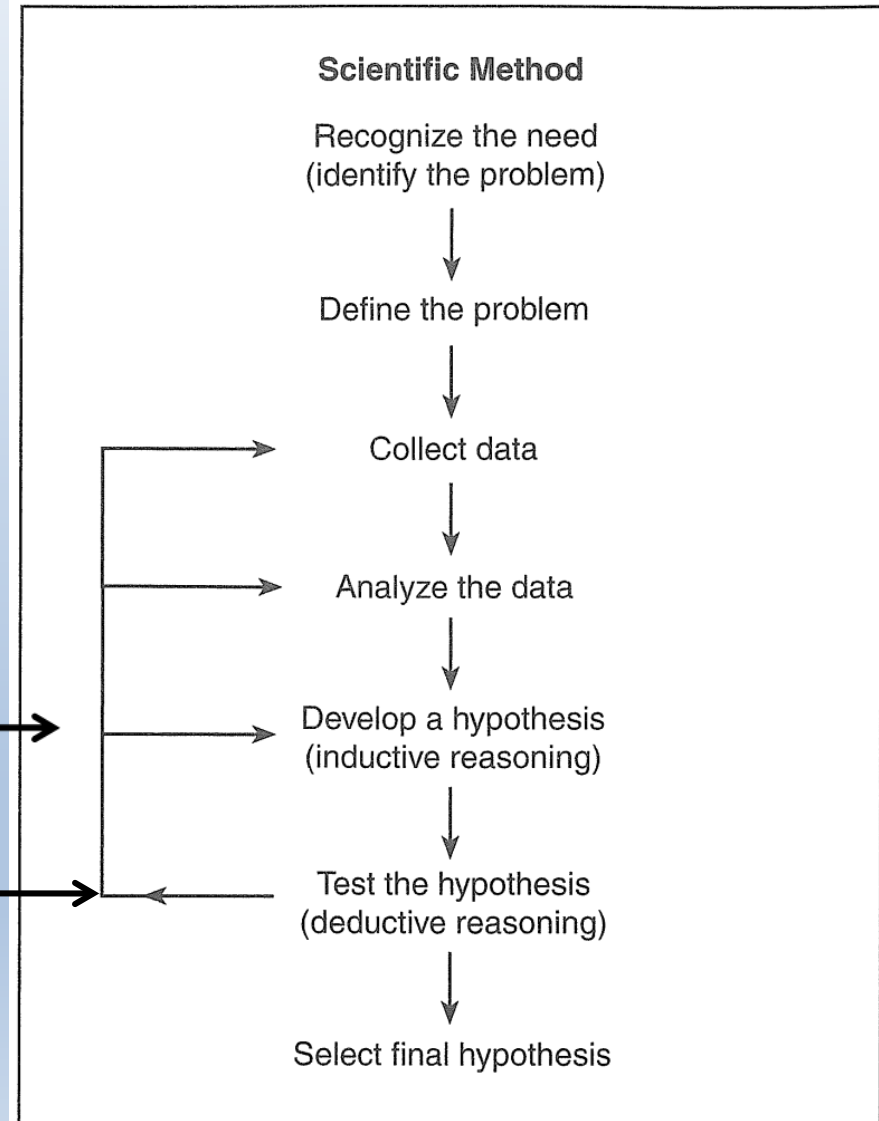 Scientific Method
Recognize the need
(identify the problem)
Define the problem
Collect data
Analyze the data
Develop a hypothesis
(inductive reasoning)
Test the hypothesis
(deductive reasoning)
Select final hypothesis